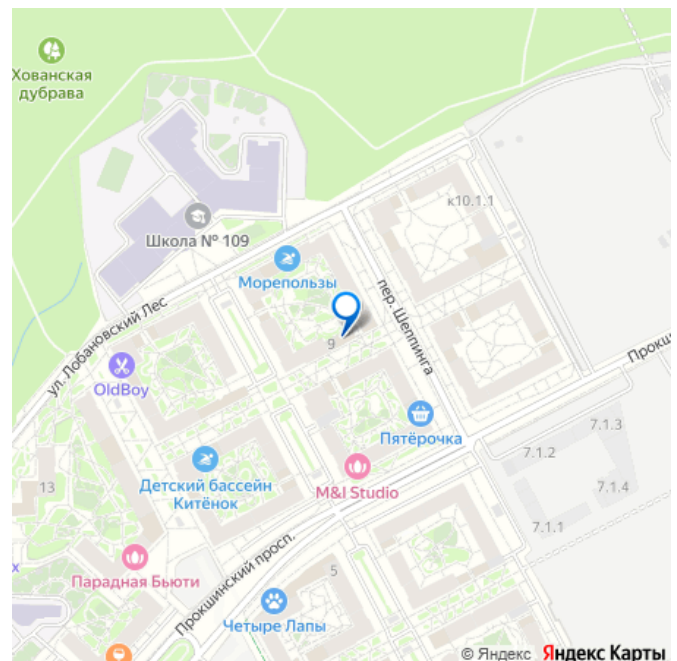 Хованская
дубрава
к10.1.1
Школа № 109
Морепользы
пер. Шеппинга
ул. Лобановский Лес
9
Прокш
OldBoy
Пятёрочка
7.1.3
7.1.2
Детский бассейн
Китёнок
M&I Studio
7.1.4
13
7.1.1
Прокшинский просп.
х
Парадная Бьюти
5
Четыре Лапы
© Яндекс Яндекс Карты